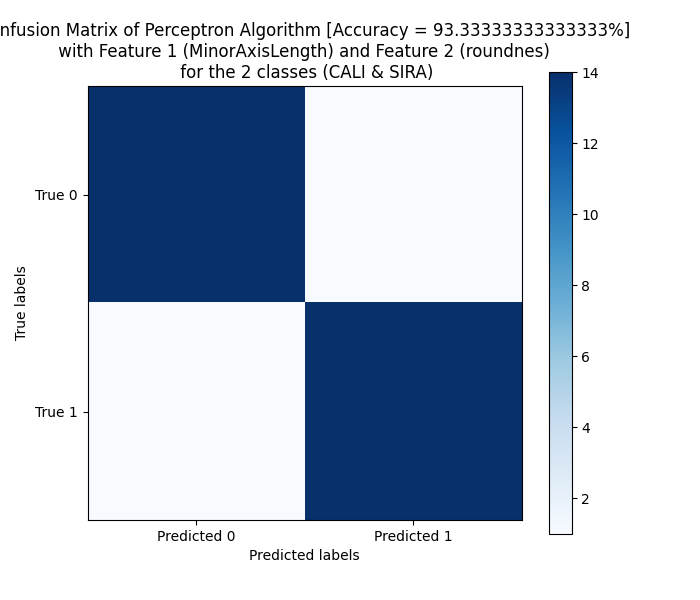 nfusion Matrix of Perceptron Algorithm [Accuracy = 93.33333333333333%]
with Feature 1 (MinorAxisLength) and Feature 2 (roundnes)
for the 2 classes (CALI & SIRA)
14
12
10
8
6
4
2
True 0
True 1
True labels
Predicted 0
Predicted 1
Predicted labels